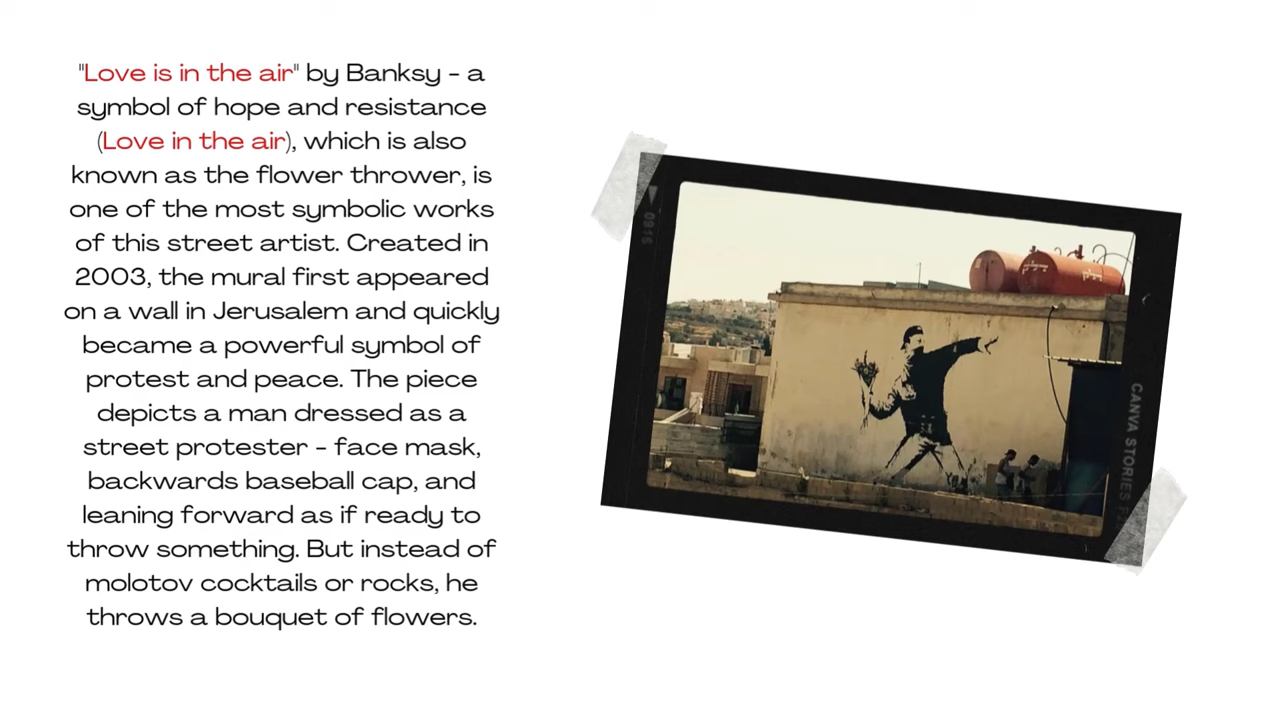 "Love is in the air" by Banksy - a
symbol of hope and resistance
(Love in the air), which is also
known as the flower thrower, is
one of the most symbolic works
of this street artist. Created in
2003, the mural first appeared
on a wall in Jerusalem and quickly
became a powerful symbol of
protest and peace. The piece
depicts a man dressed as a
street protester - face mask,
backwards baseball cap, and
leaning forward as if ready to
throw something. But instead of
molotov cocktails or rocks, he
throws a bouquet of flowers.
0916
CANVA STORIES